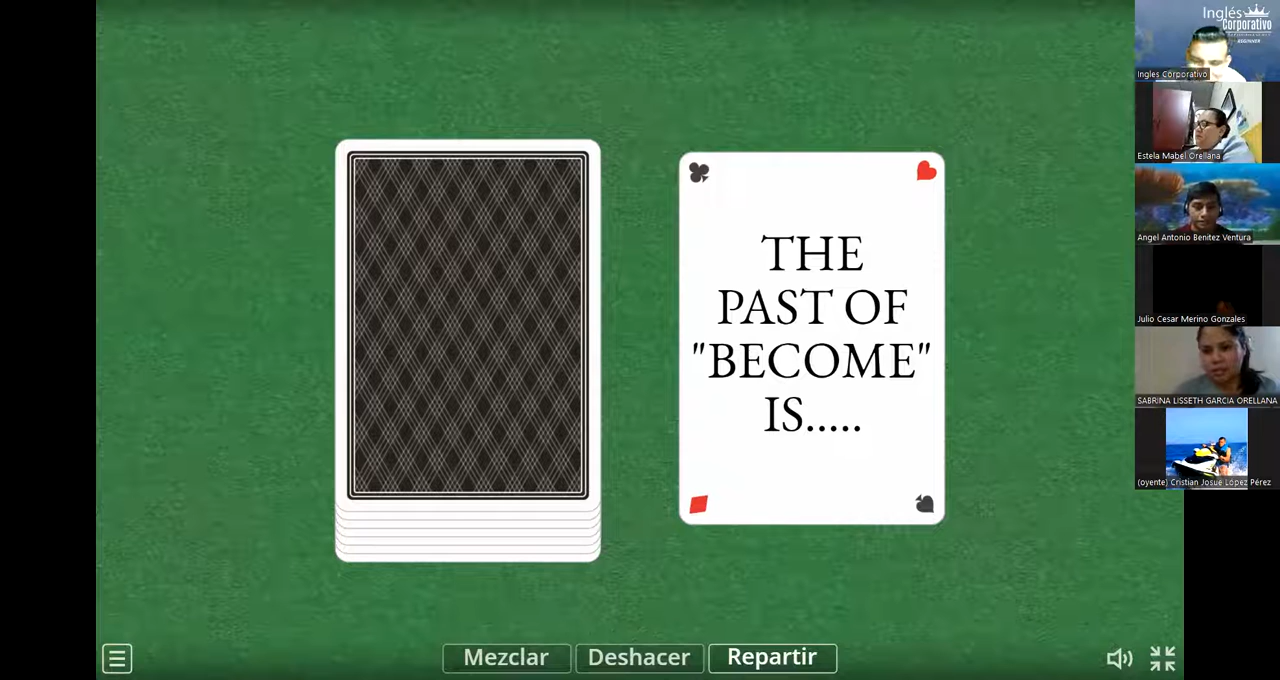 THE
PAST OF
"BECOME"
IS.....
Mezclar
Deshacer
Repartir
Inglés
Corporativo
BEGINNER
Ingles Corporativo
Estela Mabel Orellana
Angel Antonio Benitez Ventura
Julio Cesar Merino Gonzales
SABRINA LISSETH GARCIA ORELLANA
(oyente) Cristian Josué López Pérez